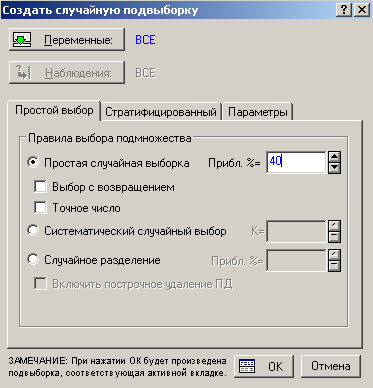 Создать случайную подвыборку
Переменные: ВСЕ
Наблюдения: ВСЕ
Простой выбор Стратифицированный Параметры
Правила выбора подмножества
Простая случайная выборка Прибл. %= 40
Выбор с возвращением
Точное число
Систематический случайный выбор K=
Случайное разделение Прибл. %=
Включить построчное удаление ПД
ЗАМЕЧАНИЕ: При нажатии ОК будет произведена
подвыборка, соответствующая активной вкладке.
OK Отмена